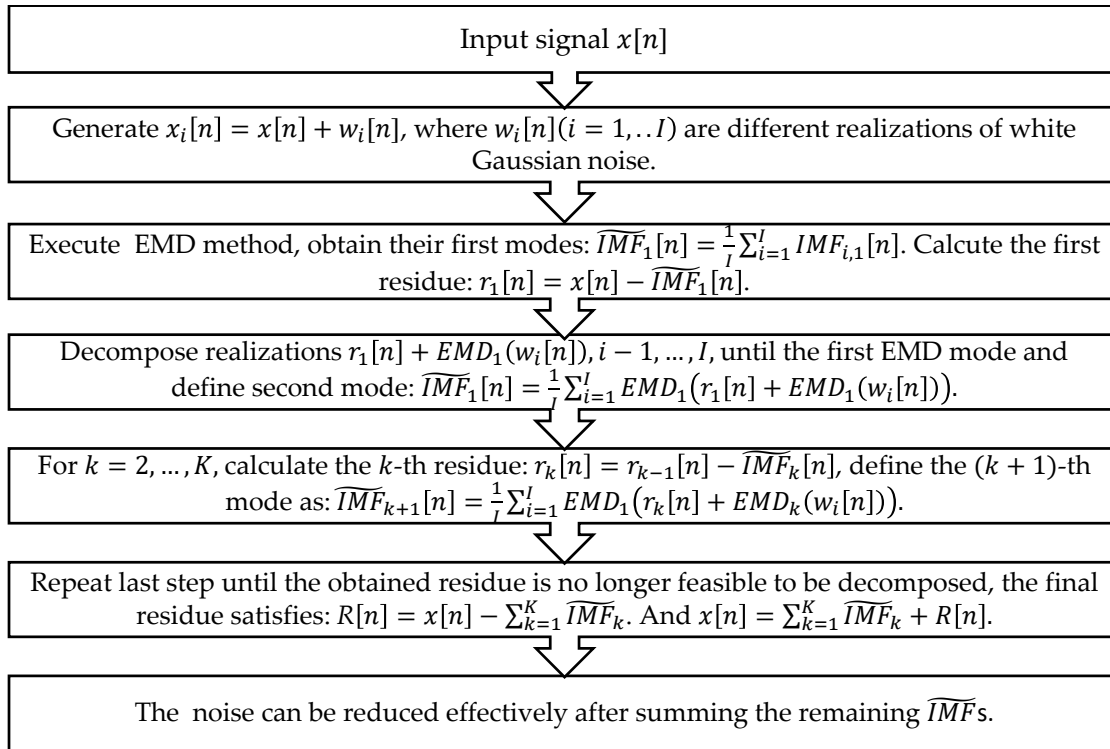 Input signal x[n]
Generate x_i[n] = x[n] + w_i[n], where w_i[n](i = 1,..I) are different realizations of white
Gaussian noise.
Execute EMD method, obtain their first modes: \widetilde{IMF}_1[n] = \frac{1}{I}\sum_{i=1}^{I} IMF_{i,1}[n]. Calcute the first
residue: r_1[n] = x[n] − \widetilde{IMF}_1[n].
Decompose realizations r_1[n] + EMD_1(w_i[n]), i − 1, …, I, until the first EMD mode and
define second mode: \widetilde{IMF}_1[n] = \frac{1}{I}\sum_{i=1}^{I} EMD_1(r_1[n] + EMD_1(w_i[n])).
For k = 2, …, K, calculate the k-th residue: r_k[n] = r_{k−1}[n] − \widetilde{IMF}_k[n], define the (k + 1)-th
mode as: \widetilde{IMF}_{k+1}[n] = \frac{1}{I}\sum_{i=1}^{I} EMD_1(r_k[n] + EMD_k(w_i[n])).
Repeat last step until the obtained residue is no longer feasible to be decomposed, the final
residue satisfies: R[n] = x[n] − \sum_{k=1}^{K} \widetilde{IMF}_k. And x[n] = \sum_{k=1}^{K} \widetilde{IMF}_k + R[n].
The noise can be reduced effectively after summing the remaining \widetilde{IMF}s.